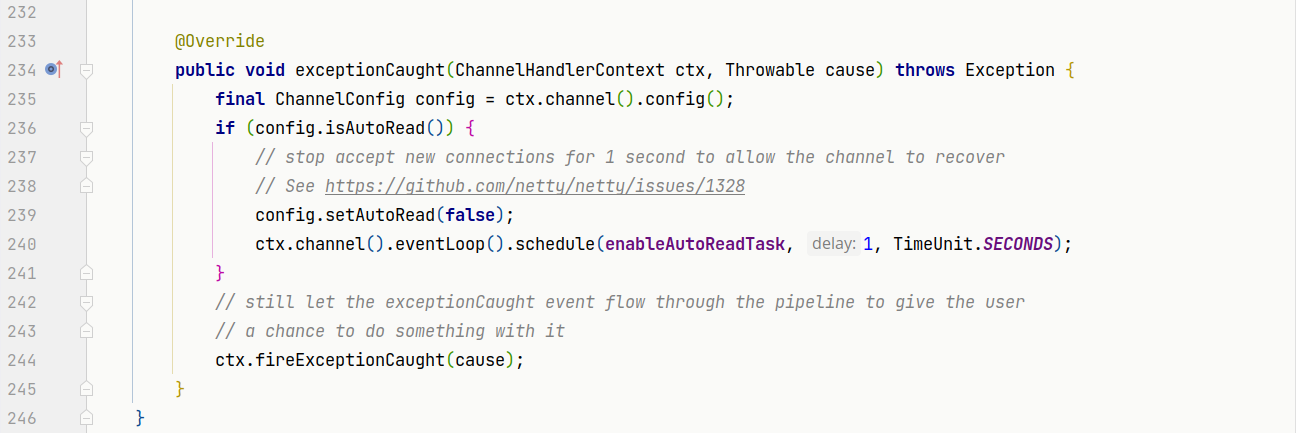 232
233 @Override
234 public void exceptionCaught(ChannelHandlerContext ctx, Throwable cause) throws Exception {
235 final ChannelConfig config = ctx.channel().config();
236 if (config.isAutoRead()) {
237 // stop accept new connections for 1 second to allow the channel to recover
238 // See https://github.com/netty/netty/issues/1328
239 config.setAutoRead(false);
240 ctx.channel().eventLoop().schedule(enableAutoReadTask, delay: 1, TimeUnit.SECONDS);
241 }
242 // still let the exceptionCaught event flow through the pipeline to give the user
243 // a chance to do something with it
244 ctx.fireExceptionCaught(cause);
245 }
246 }